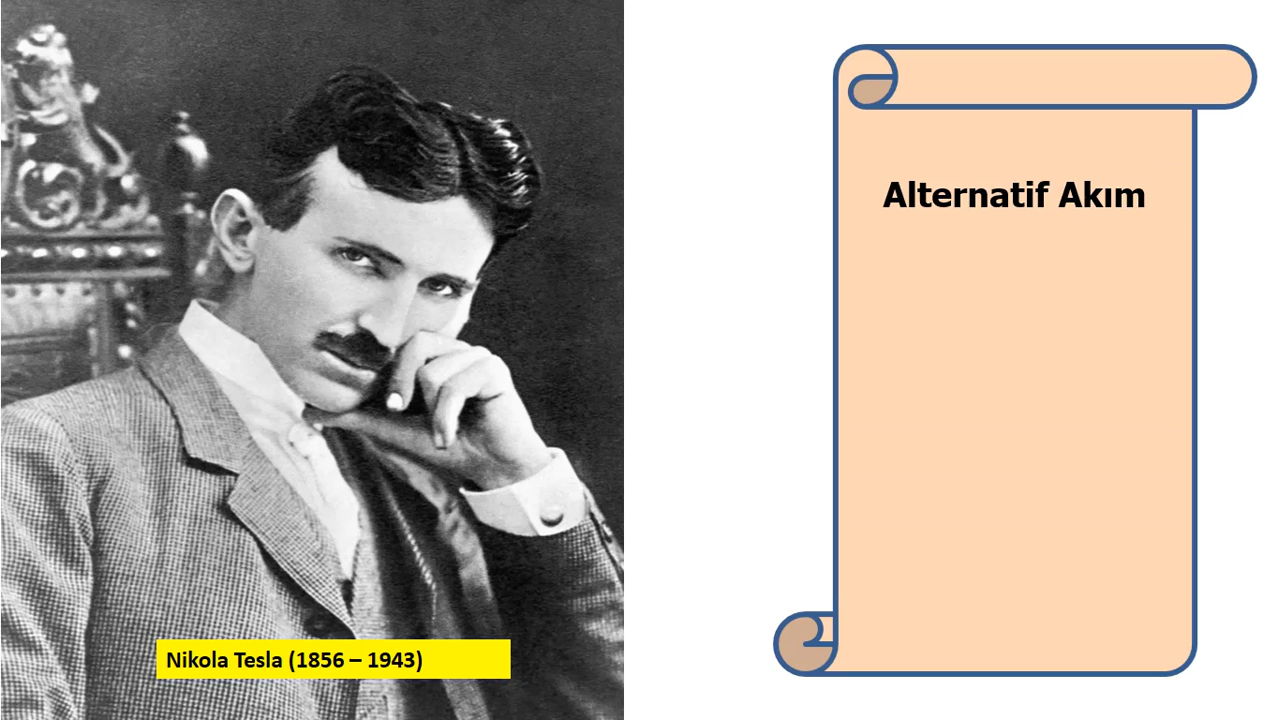 Alternatif Akım
Nikola Tesla (1856 – 1943)